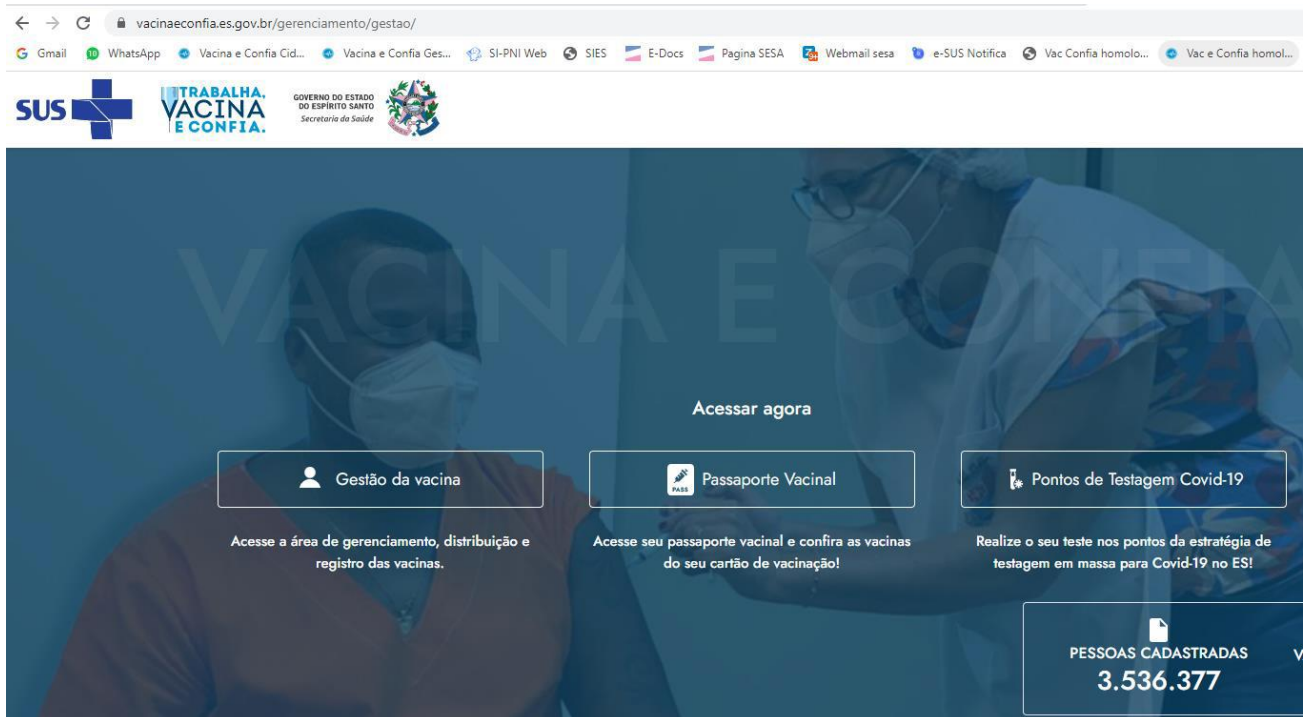 vacinaeconfia.es.gov.br/gerenciamento/gestao/
Gmail WhatsApp Vacina e Confia Cid... Vacina e Confia Ges... SI-PNI Web SIES E-Docs Pagina SESA Webmail sesa e-SUS Notifica Vac Confia homolo... Vac e Confia homol...
SUS
TRABALHA,
VACINA
E CONFIA.
GOVERNO DO ESTADO
DO ESPÍRITO SANTO
Secretaria da Saúde
VACINA E CONFIA
Acessar agora
Gestão da vacina
Acesse a área de gerenciamento, distribuição e
registro das vacinas.
PASS
Passaporte Vacinal
Acesse seu passaporte vacinal e confira as vacinas
do seu cartão de vacinação!
Pontos de Testagem Covid-19
Realize o seu teste nos pontos da estratégia de
testagem em massa para Covid-19 no ES!
PESSOAS CADASTRADAS
3.536.377
V